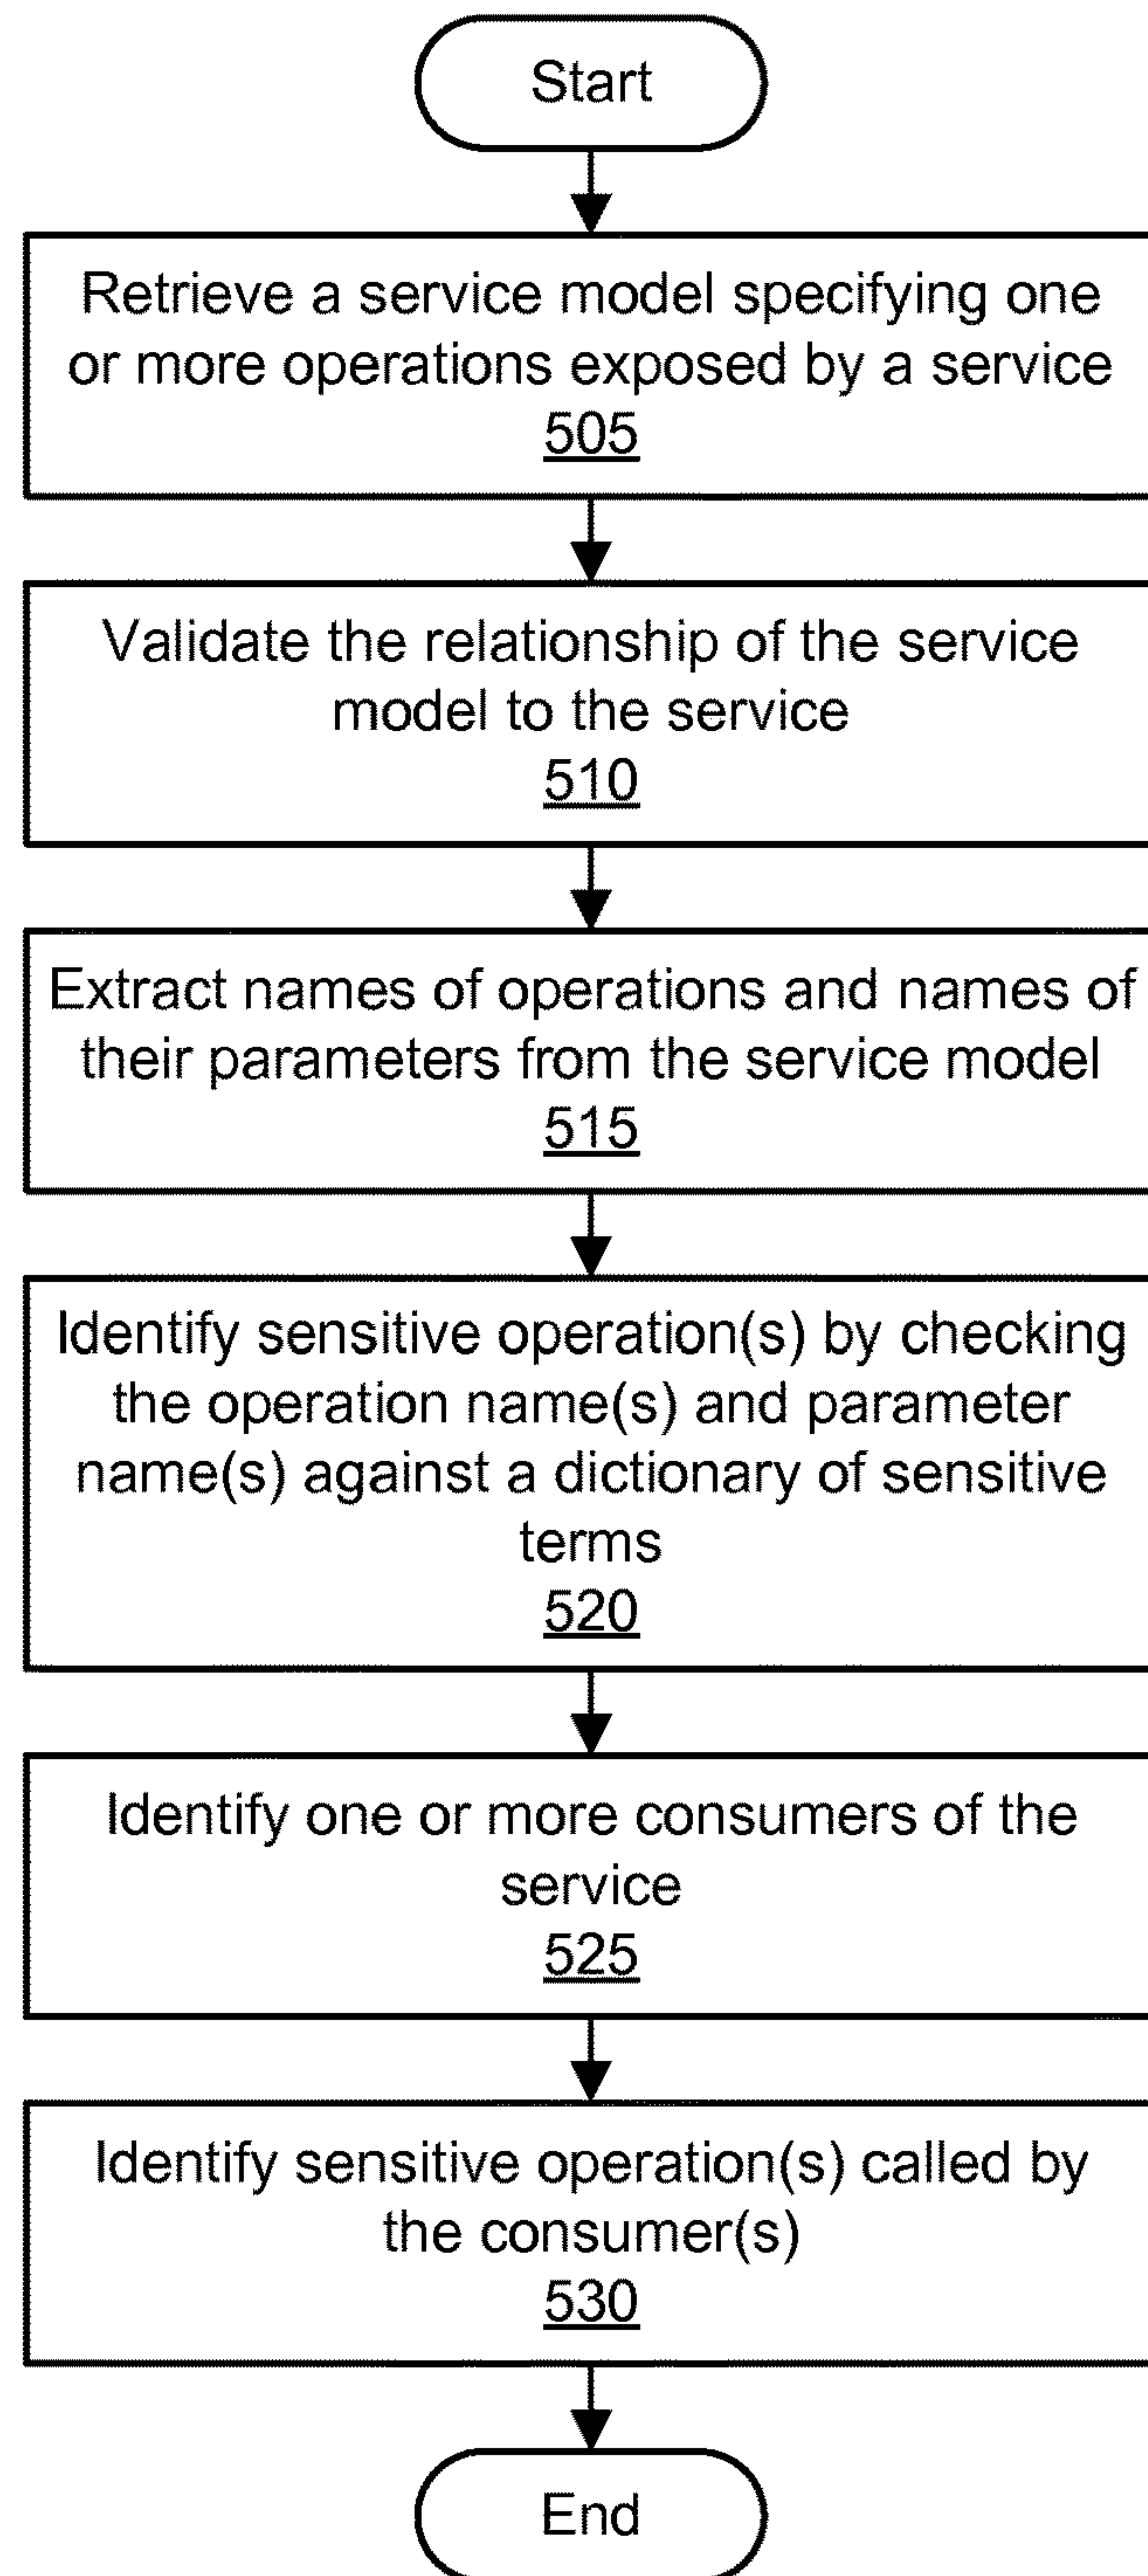 Start
Retrieve a service model specifying one
or more operations exposed by a service
505
Validate the relationship of the service
model to the service
510
Extract names of operations and names of
their parameters from the service model
515
Identify sensitive operation(s) by checking
the operation name(s) and parameter
name(s) against a dictionary of sensitive
terms
520
Identify one or more consumers of the
service
525
Identify sensitive operation(s) called by
the consumer(s)
530
End